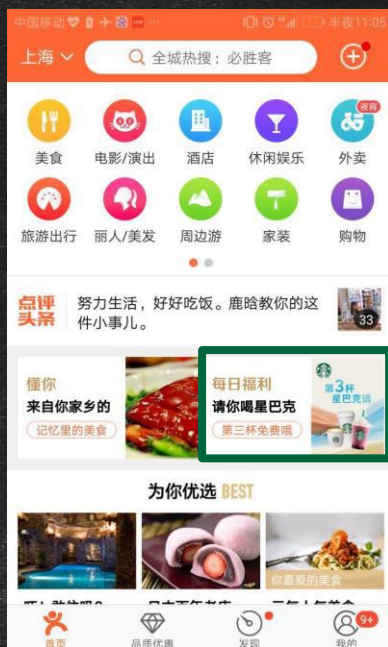 中国移动
半夜11:05
上海
全城热搜：必胜客
美食
电影/演出
酒店
休闲娱乐
夜宵
外卖
旅游出行
丽人/美发
周边游
家装
购物
点评
头条
努力生活，好好吃饭。鹿晗教你的这
件小事儿。
33
懂你
来自你家乡的
记忆里的美食
每日福利
请你喝星巴克
第三杯免费哦
第3杯
星巴克请
为你优选 BEST
你最爱的
美食
首页
品质优惠
发现
9+
我的